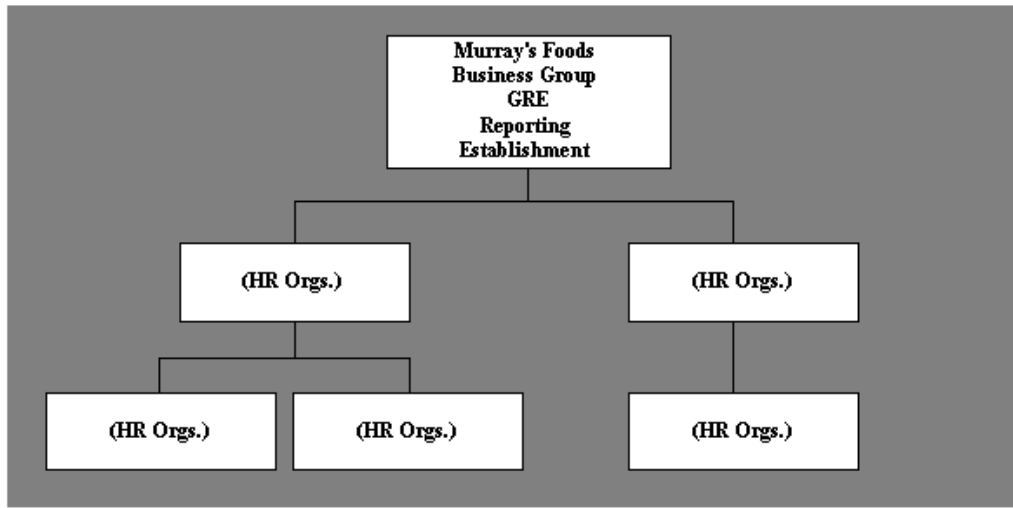 Murray's Foods
Business Group
GRE
Reporting
Establishment
(HR Orgs.)
(HR Orgs.)
(HR Orgs.)
(HR Orgs.)
(HR Orgs.)